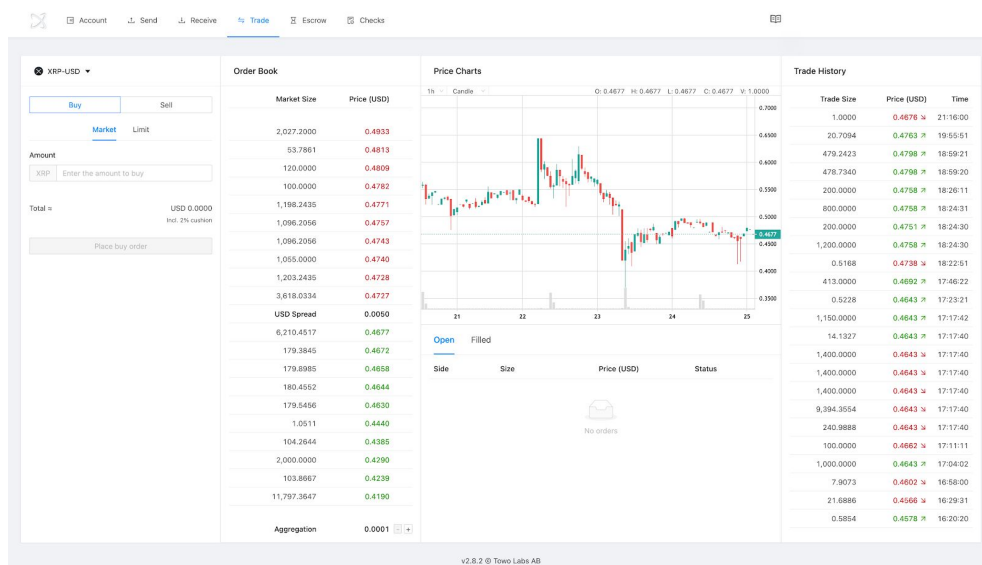 Account Send Receive Trade Escrow Checks
XRP-USD
Buy Sell
Market Limit
Amount
XRP Enter the amount to buy
Total ≈ USD 0.0000
Incl. 2% cushion
Place buy order
Order Book
Market Size Price (USD)
2,027.2000 0.4933
53.7861 0.4813
120.0000 0.4809
100.0000 0.4782
1,198.2435 0.4771
1,096.2056 0.4757
1,096.2056 0.4743
1,055.0000 0.4740
1,203.2435 0.4728
3,618.0334 0.4727
USD Spread 0.0050
6,210.4517 0.4677
179.3845 0.4672
179.8985 0.4658
180.4552 0.4644
179.5456 0.4630
1.0511 0.4440
104.2644 0.4385
2,000.0000 0.4290
103.8667 0.4239
11,797.3647 0.4190
Aggregation 0.0001 - +
Price Charts
1h Candle O: 0.4677 H: 0.4677 L: 0.4677 C: 0.4677 V: 1.0000
0.7000
0.6500
0.6000
0.5500
0.5000
0.4677
0.4500
0.4000
0.3500
21 22 23 24 25
Open Filled
Side Size Price (USD) Status
No orders
Trade History
Trade Size Price (USD) Time
1.0000 0.4676 ↘ 21:16:00
20.7094 0.4763 ↗ 19:55:51
479.2423 0.4798 ↗ 18:59:21
478.7340 0.4798 ↗ 18:59:20
200.0000 0.4758 ↗ 18:26:11
800.0000 0.4758 ↗ 18:24:31
200.0000 0.4751 ↗ 18:24:30
1,200.0000 0.4758 ↗ 18:24:30
0.5168 0.4738 ↘ 18:22:51
413.0000 0.4692 ↗ 17:46:22
0.5228 0.4643 ↗ 17:23:21
1,150.0000 0.4643 ↗ 17:17:42
14.1327 0.4643 ↗ 17:17:40
1,400.0000 0.4643 ↘ 17:17:40
1,400.0000 0.4643 ↘ 17:17:40
1,400.0000 0.4643 ↘ 17:17:40
9,394.3554 0.4643 ↘ 17:17:40
240.9888 0.4643 ↘ 17:17:40
100.0000 0.4662 ↘ 17:11:11
1,000.0000 0.4643 ↗ 17:04:02
7.9073 0.4602 ↘ 16:58:00
21.6886 0.4566 ↘ 16:29:31
0.5854 0.4578 ↗ 16:20:20
v2.8.2 © Towo Labs AB